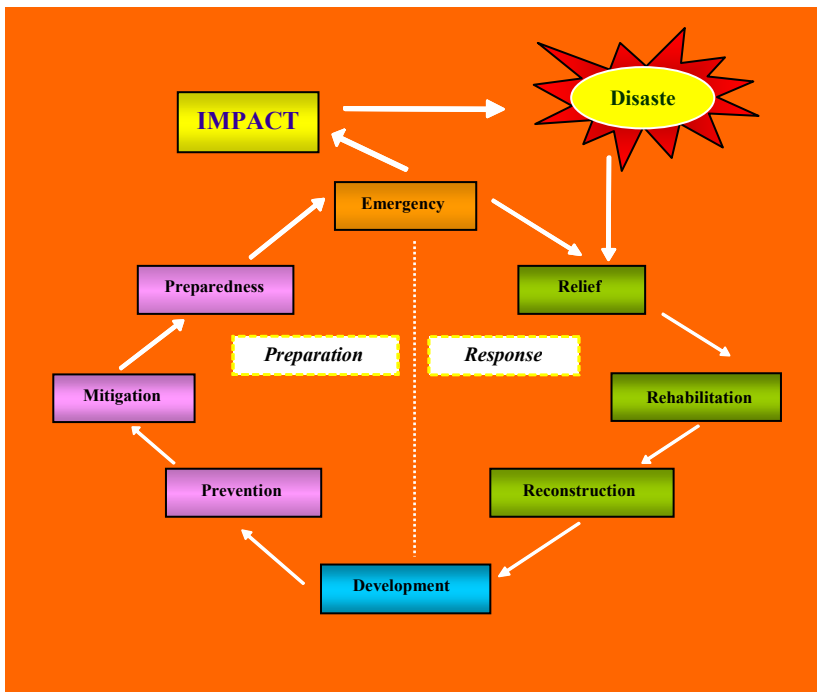 Disaste
IMPACT
Emergency
Preparedness
Relief
Preparation
Response
Mitigation
Rehabilitation
Prevention
Reconstruction
Development